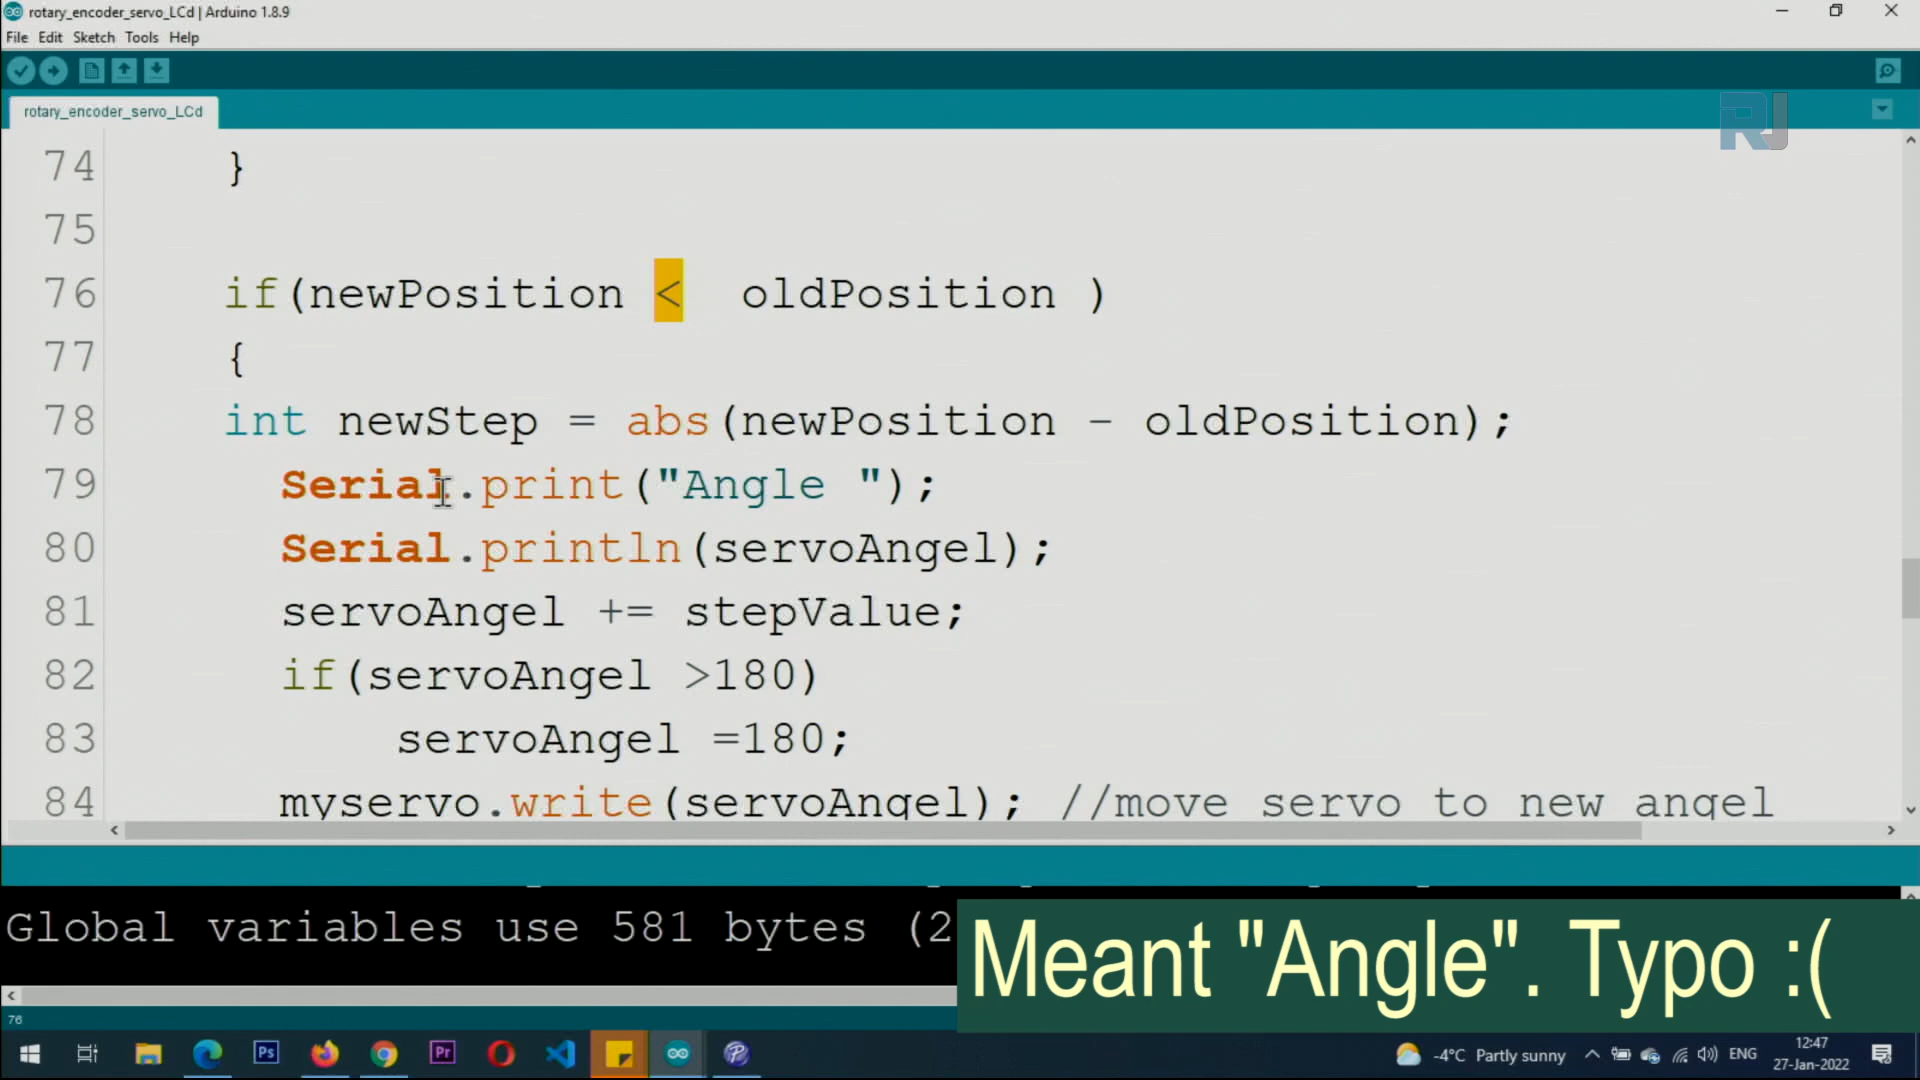 rotary_encoder_servo_LCd | Arduino 1.8.9
File Edit Sketch Tools Help
rotary_encoder_servo_LCd
RJ
74 }
75
76 if(newPosition < oldPosition )
77 {
78 int newStep = abs(newPosition - oldPosition);
79 Serial.print("Angle ");
80 Serial.println(servoAngel);
81 servoAngel += stepValue;
82 if(servoAngel >180)
83 servoAngel =180;
84 myservo.write(servoAngel); //move servo to new angel
Global variables use 581 bytes (2
Meant "Angle". Typo :(
76
Ps Pr -4°C Partly sunny ENG 12:47
27-Jan-2022